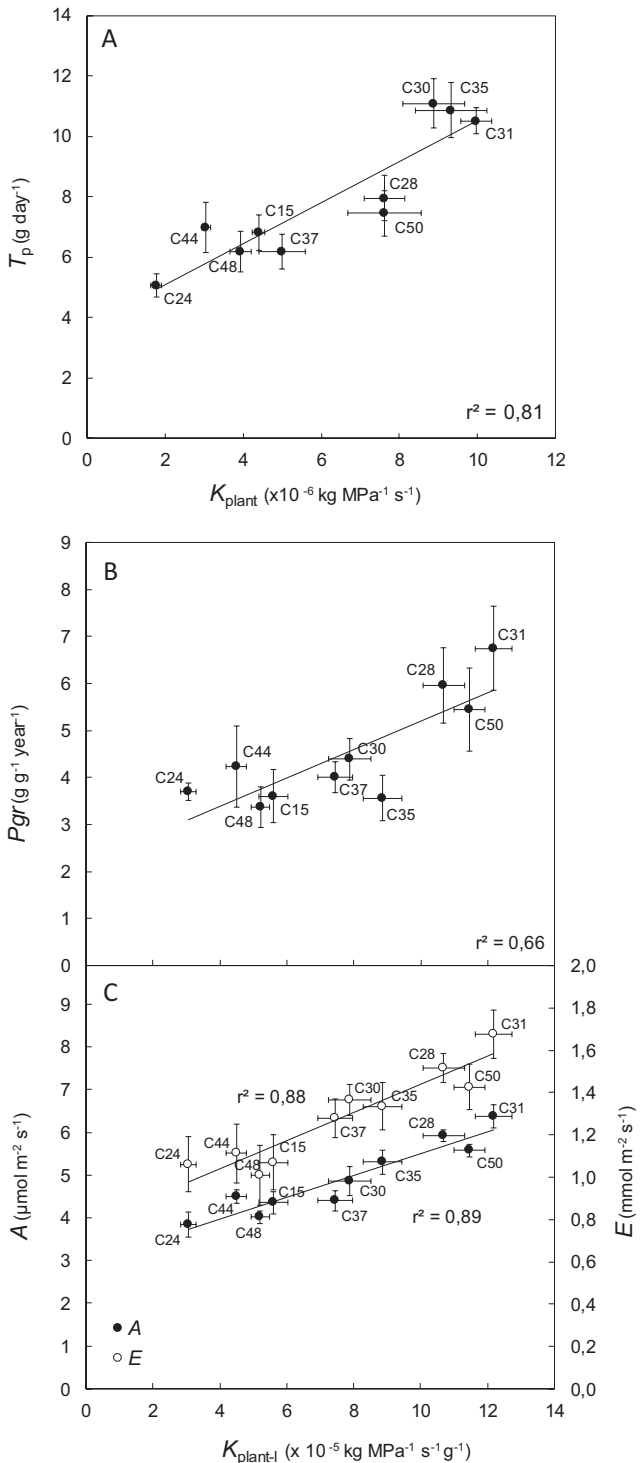 A
14
12
10
8
6
4
2
0
T_p (g day⁻¹)
C30
C35
C31
C28
C50
C15
C44
C48
C37
C24
r² = 0,81
0 2 4 6 8 10 12
K_plant (x10 ⁻⁶ kg MPa⁻¹ s⁻¹)
B
9
8
7
6
5
4
3
2
1
0
Pgr (g g⁻¹ year⁻¹)
C31
C28
C50
C44
C24
C30
C37
C48
C15
C35
r² = 0,66
C
9
8
7
6
5
4
3
2
1
0
A (µmol m⁻² s⁻¹)
2,0
1,8
1,6
1,4
1,2
1,0
0,8
0,6
0,4
0,2
0,0
E (mmol m⁻² s⁻¹)
C31
C28
C50
r² = 0,88
C30
C35
C37
C44
C24
C48
C15
C31
C28
C50
C35
C30
C15
C37
C44
C48
C24
r² = 0,89
A
E
0 2 4 6 8 10 12 14
K_plant-l (x 10⁻⁵ kg MPa⁻¹ s⁻¹g⁻¹)